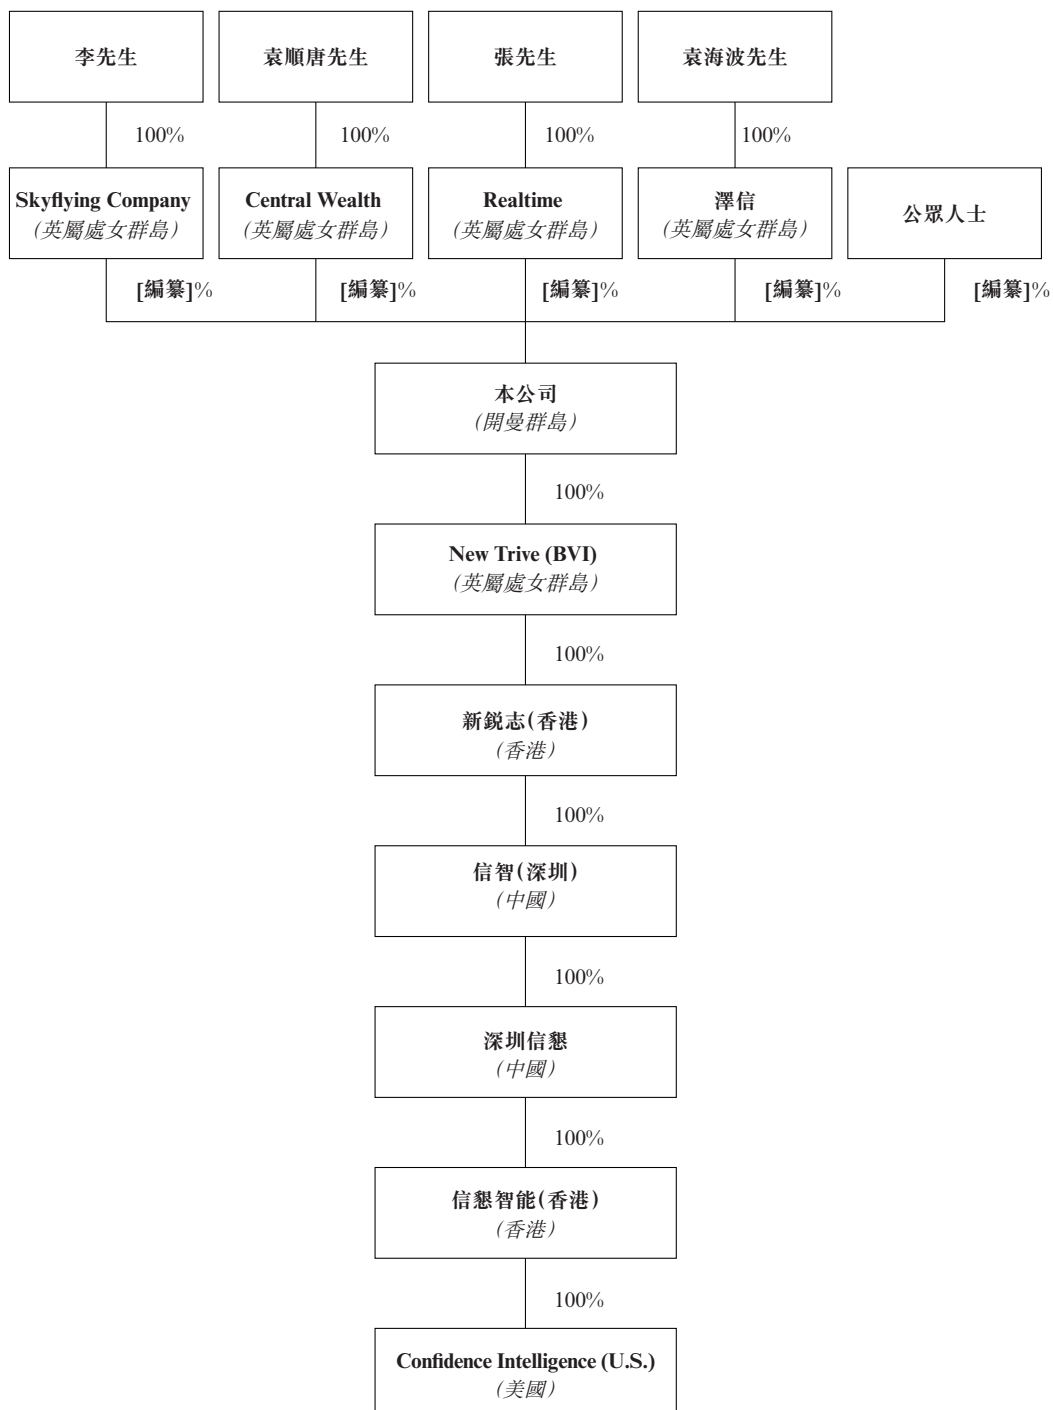 李先生
袁順唐先生
張先生
袁海波先生
100%
100%
100%
100%
Skyflying Company
(英屬處女群島)
Central Wealth
(英屬處女群島)
Realtime
(英屬處女群島)
澤信
(英屬處女群島)
公眾人士
[編纂]%
[編纂]%
[編纂]%
[編纂]%
[編纂]%
本公司
(開曼群島)
100%
New Trive (BVI)
(英屬處女群島)
100%
新銳志(香港)
(香港)
100%
信智(深圳)
(中國)
100%
深圳信懇
(中國)
100%
信懇智能(香港)
(香港)
100%
Confidence Intelligence (U.S.)
(美國)